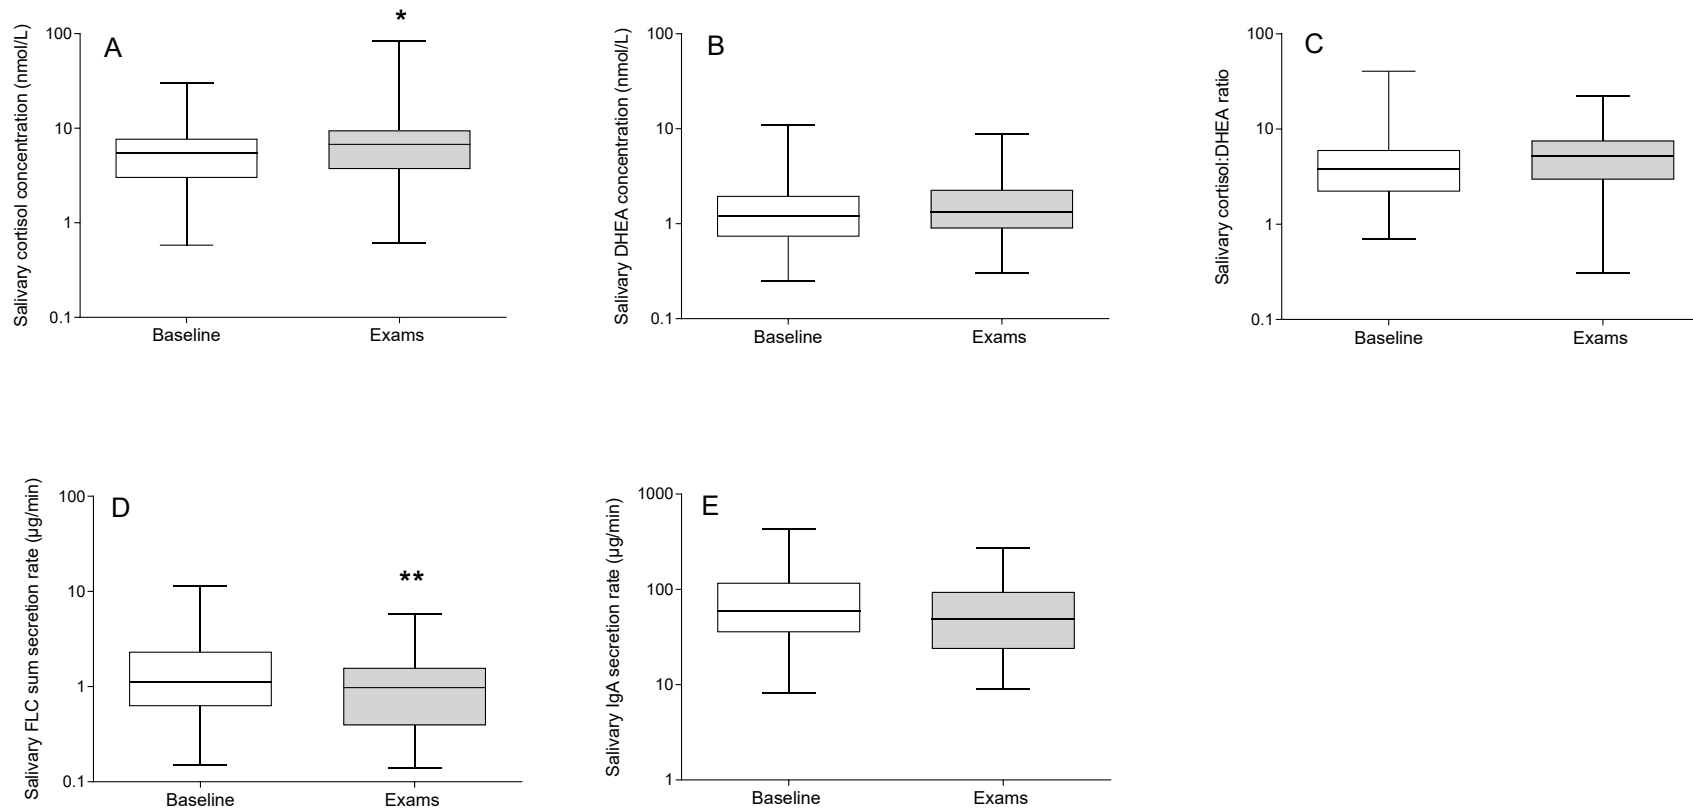 A
*
Salivary cortisol concentration (nmol/L)
100
10
1
0.1
Baseline
Exams
B
Salivary DHEA concentration (nmol/L)
100
10
1
0.1
Baseline
Exams
C
Salivary cortisol:DHEA ratio
100
10
1
0.1
Baseline
Exams
D
**
Salivary FLC sum secretion rate (µg/min)
100
10
1
0.1
Baseline
Exams
E
Salivary IgA secretion rate (µg/min)
1000
100
10
1
Baseline
Exams